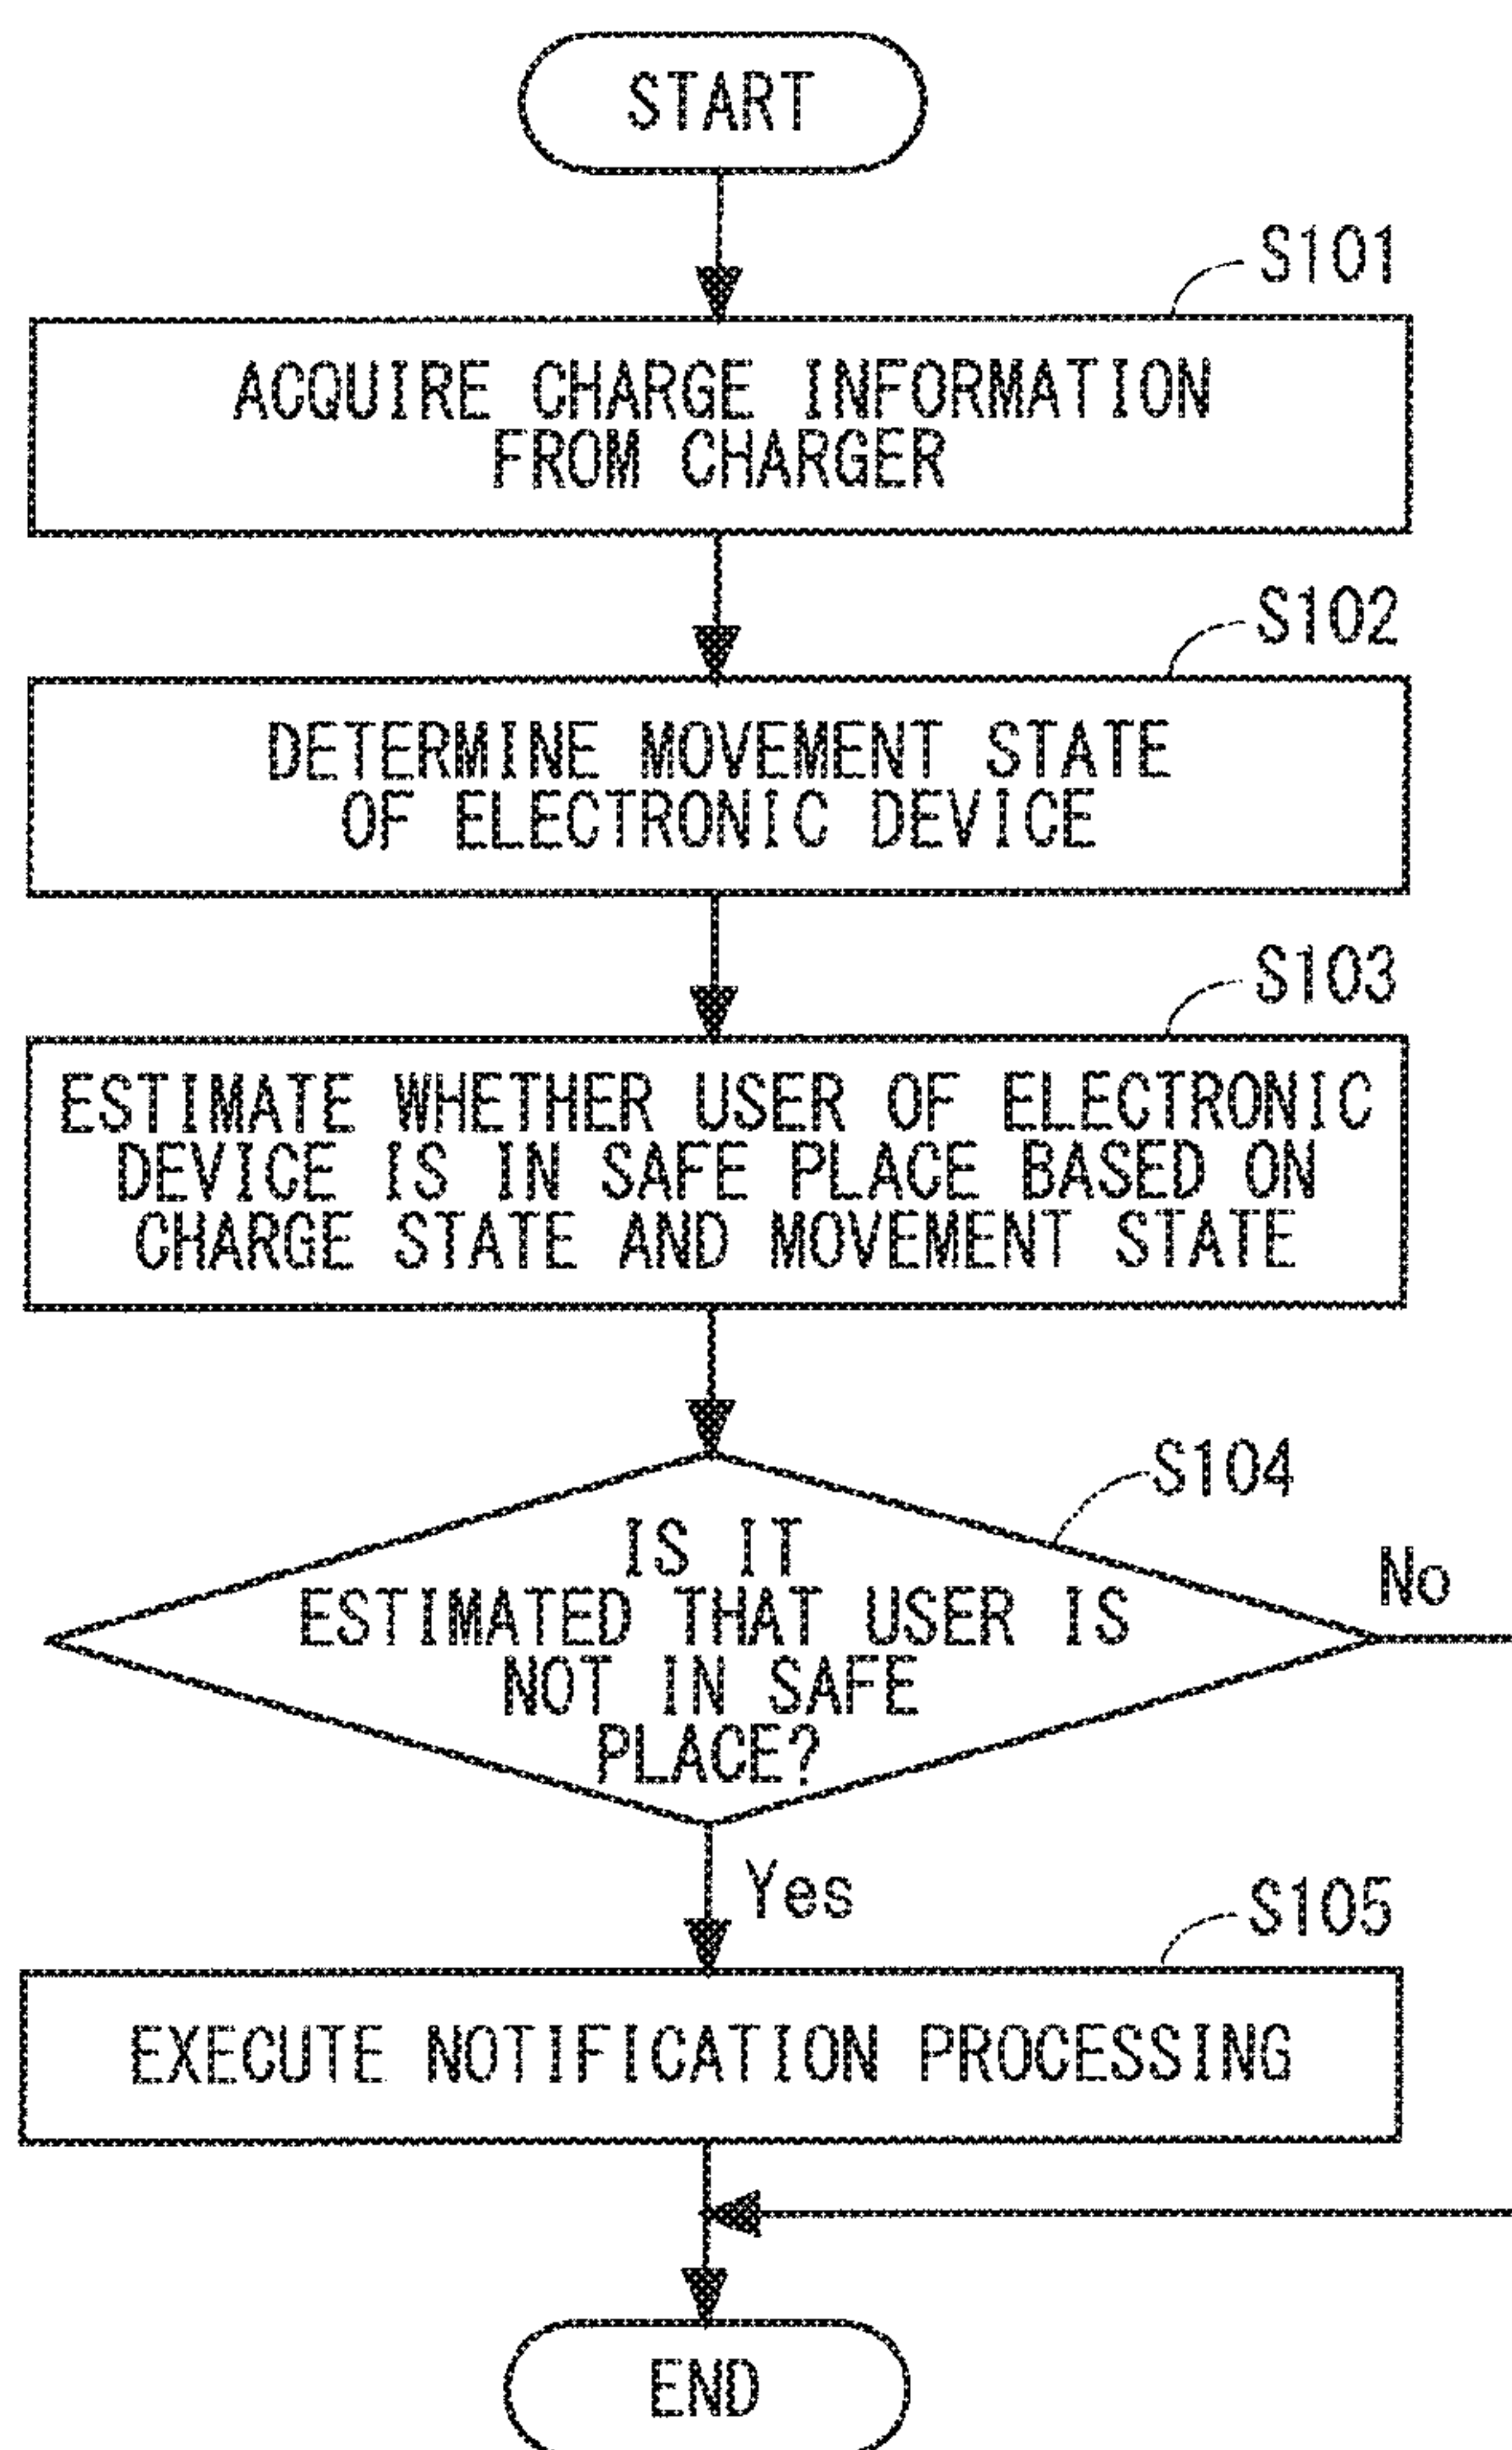 START
S101
ACQUIRE CHARGE INFORMATION
FROM CHARGER
S102
DETERMINE MOVEMENT STATE
OF ELECTRONIC DEVICE
S103
ESTIMATE WHETHER USER OF ELECTRONIC
DEVICE IS IN SAFE PLACE BASED ON
CHARGE STATE AND MOVEMENT STATE
S104
IS IT
ESTIMATED THAT USER IS
NOT IN SAFE
PLACE?
No
Yes
S105
EXECUTE NOTIFICATION PROCESSING
END